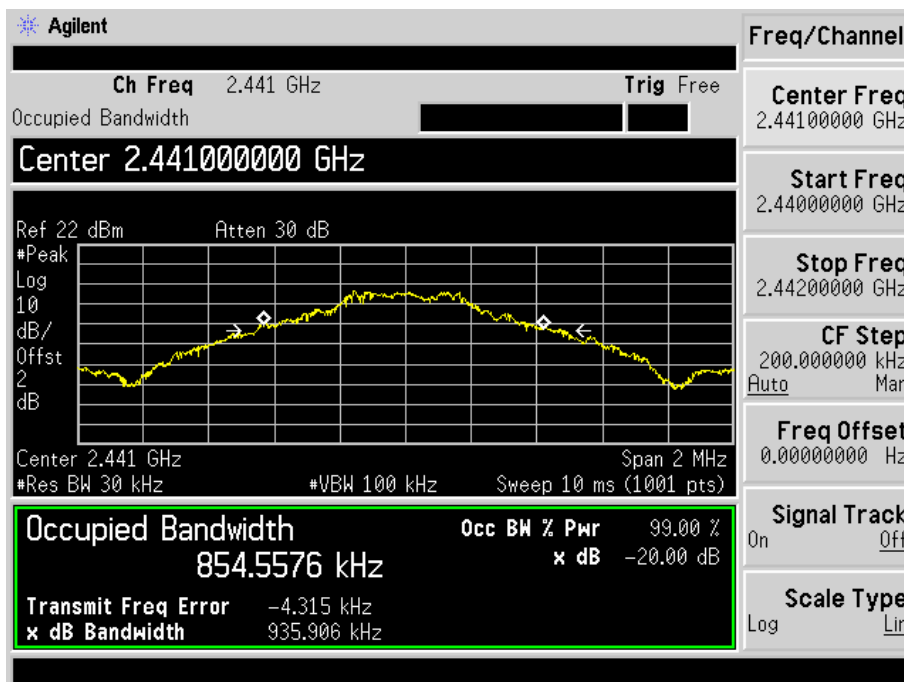 Agilent
Freq/Channel
Ch Freq 2.441 GHz Trig Free
Occupied Bandwidth
Center 2.441000000 GHz
Ref 22 dBm Atten 30 dB
#Peak
Log
10
dB/
Offst
2
dB
Center 2.441 GHz Span 2 MHz
#Res BW 30 kHz #VBW 100 kHz Sweep 10 ms (1001 pts)
Occupied Bandwidth
854.5576 kHz
Occ BW % Pwr 99.00 %
x dB -20.00 dB
Transmit Freq Error -4.315 kHz
x dB Bandwidth 935.906 kHz
Center Freq
2.44100000 GHz
Start Freq
2.44000000 GHz
Stop Freq
2.44200000 GHz
CF Step
200.000000 kHz
Auto Man
Freq Offset
0.00000000 Hz
Signal Track
On Off
Scale Type
Log Lin